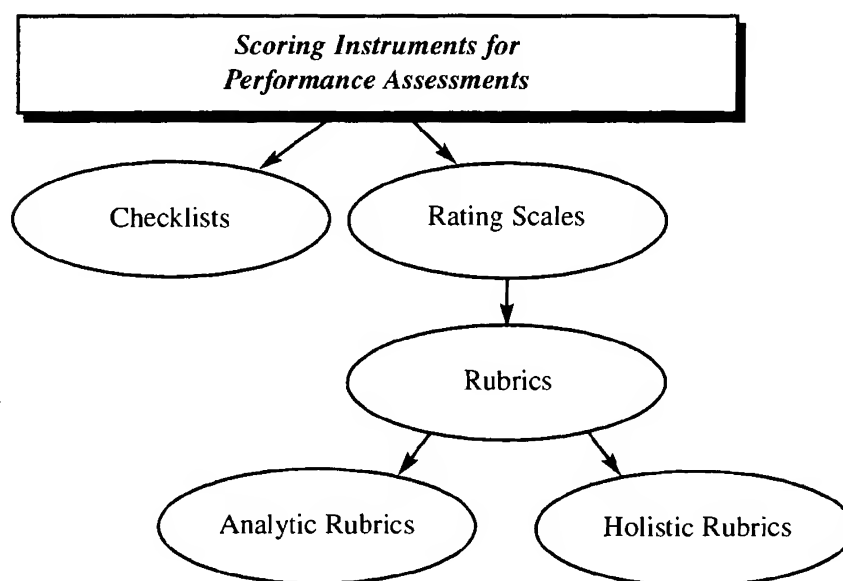 Scoring Instruments for
Performance Assessments
Checklists
Rating Scales
Rubrics
Analytic Rubrics
Holistic Rubrics